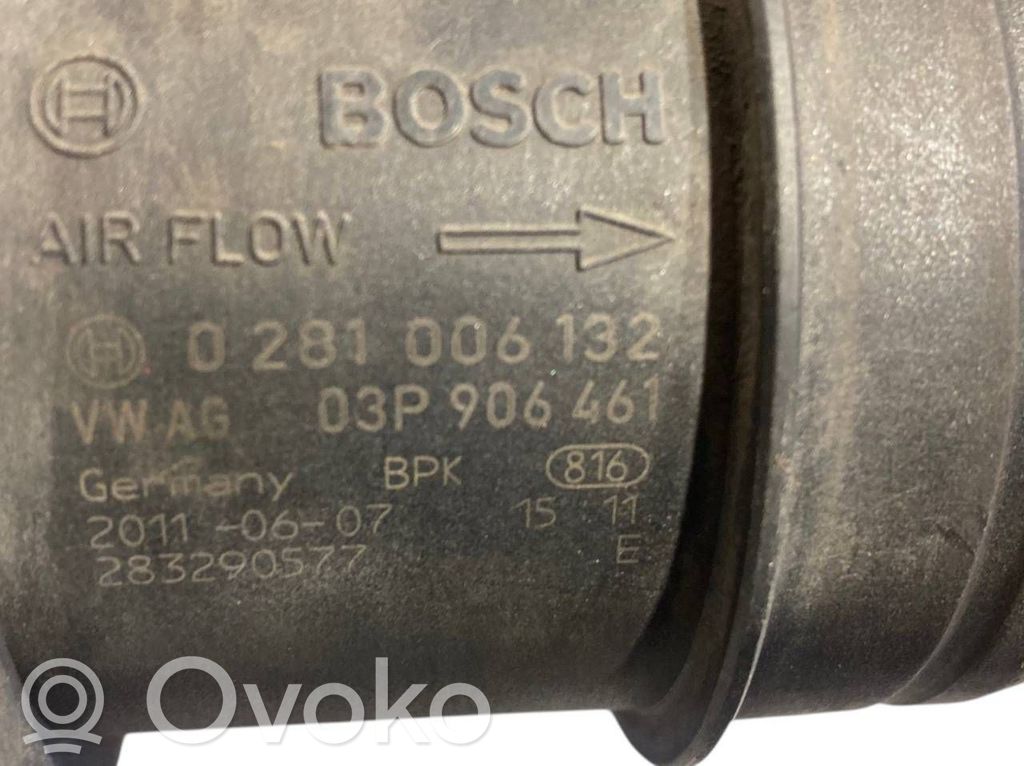 BOSCH
AIR FLOW
0 281 006 132
VW AG 03P 906 461
Germany BPK 816
2011-06-07 15 11
283290577 E
Ovoko